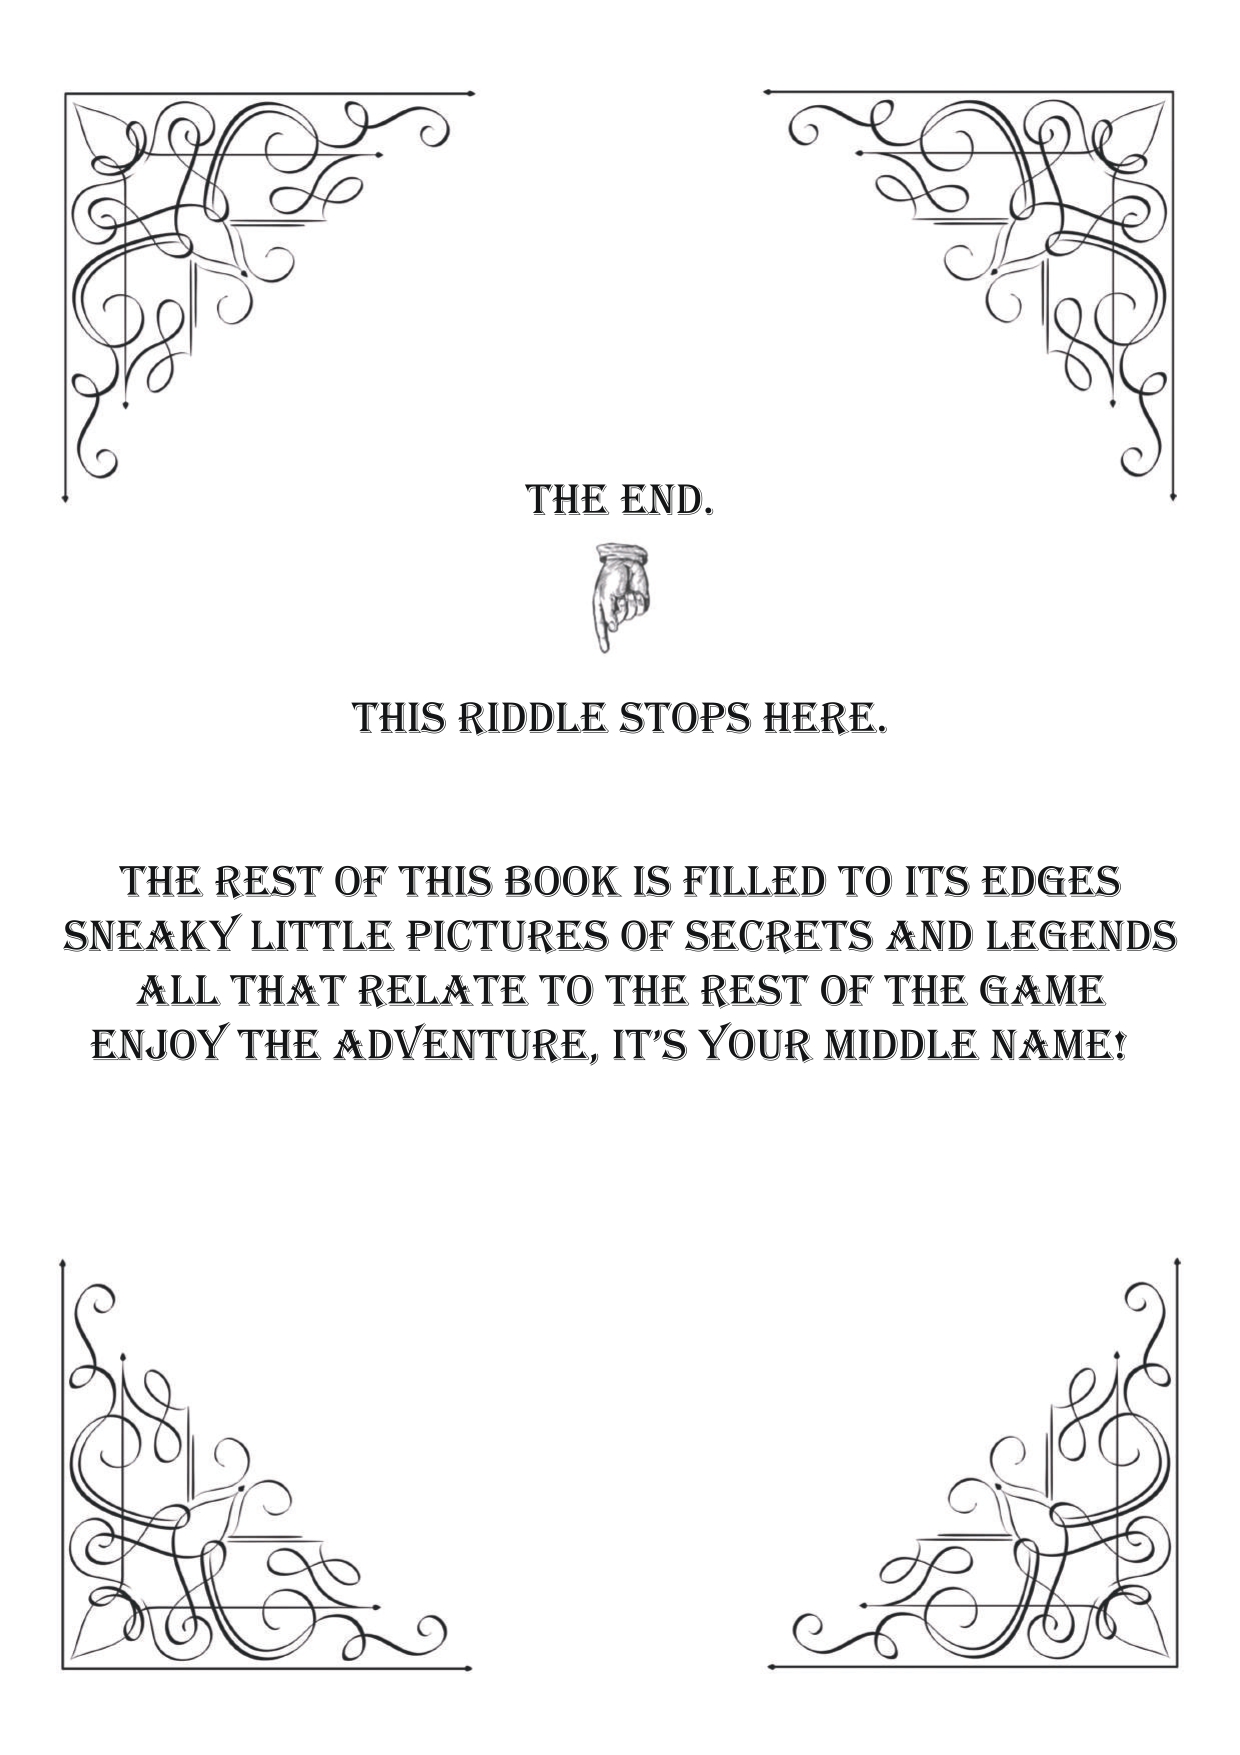 THE END.
THIS RIDDLE STOPS HERE.
THE REST OF THIS BOOK IS FILLED TO ITS EDGES
SNEAKY LITTLE PICTURES OF SECRETS AND LEGENDS
ALL THAT RELATE TO THE REST OF THE GAME
ENJOY THE ADVENTURE, IT'S YOUR MIDDLE NAME!